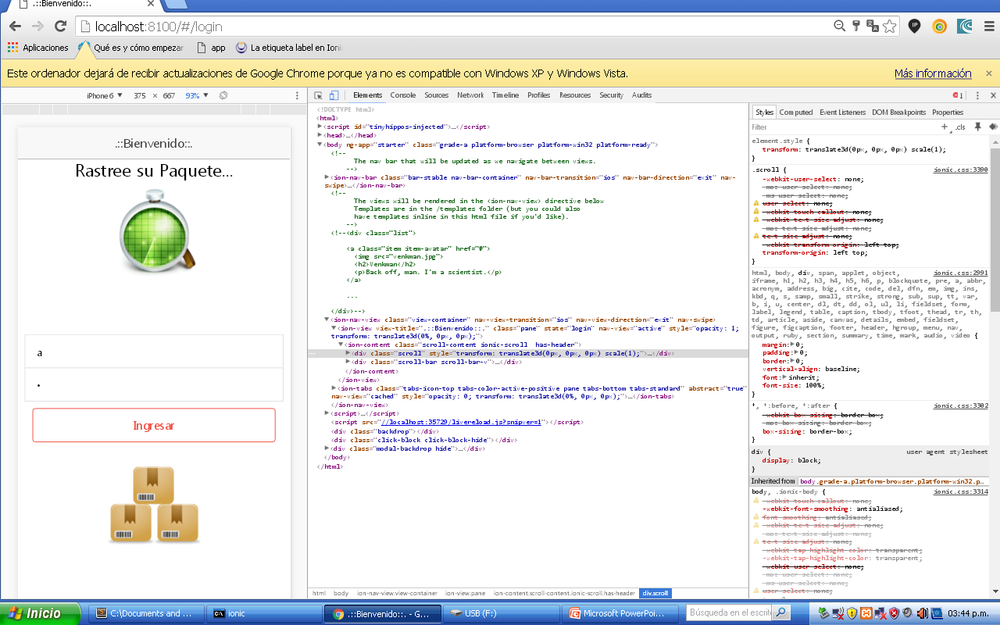 .::Bienvenido::.
localhost:8100/#/login
Aplicaciones
Qué es y cómo empezar
app
La etiqueta label en Ioni
Este ordenador dejará de recibir actualizaciones de Google Chrome porque ya no es compatible con Windows XP y Windows Vista.
Más información
iPhone 6 ▼ 375 × 667 93% ▼
Elements Console Sources Network Timeline Profiles Resources Security Audits
1
.::Bienvenido::.
Rastree su Paquete...
a
Ingresar
<!DOCTYPE html>
<html>
<script id="tinyhippos-injected">…</script>
<head>…</head>
<body ng-app="starter" class="grade-a platform-browser platform-win32 platform-ready">
<!--
The nav bar that will be updated as we navigate between views.
-->
<ion-nav-bar class="bar-stable nav-bar-container" nav-bar-transition="ios" nav-bar-direction="exit" nav-
swipe>…</ion-nav-bar>
<!--
The views will be rendered in the <ion-nav-view> directive below
Templates are in the /templates folder (but you could also
have templates inline in this html file if you'd like).
-->
<!--<div class="list">
<a class="item item-avatar" href="#">
<img src="venkman.jpg">
<h2>Venkman</h2>
<p>Back off, man. I'm a scientist.</p>
</a>
...
</div>-->
<ion-nav-view class="view-container" nav-view-transition="ios" nav-view-direction="exit" nav-swipe>
<ion-view view-title=".::Bienvenido::." class="pane" state="login" nav-view="active" style="opacity: 1;
transform: translate3d(0%, 0px, 0px);">
<ion-content class="scroll-content ionic-scroll  has-header">
<div class="scroll" style="transform: translate3d(0px, 0px, 0px) scale(1);">…</div>
<div class="scroll-bar scroll-bar-v">…</div>
</ion-content>
</ion-view>
<ion-tabs class="tabs-icon-top tabs-color-active-positive pane tabs-bottom tabs-standard" abstract="true"
nav-view="cached" style="opacity: 0; transform: translate3d(0%, 0px, 0px);">…</ion-tabs>
</ion-nav-view>
<script>…</script>
<script src="//localhost:35729/livereload.js?snipver=1"></script>
<div class="backdrop"></div>
<div class="click-block click-block-hide"></div>
<div class="modal-backdrop hide">…</div>
</body>
</html>
html body ion-nav-view.view-container ion-view.pane ion-content.scroll-content.ionic-scroll.has-header div.scroll
Styles Computed Event Listeners DOM Breakpoints Properties
Filter
+ .cls
element.style {
transform: translate3d(0px, 0px, 0px) scale(1);
}
.scroll { ionic.css:3390
-webkit-user-select: none;
-moz-user-select: none;
-ms-user-select: none;
user-select: none;
-webkit-touch-callout: none;
-webkit-text-size-adjust: none;
-moz-text-size-adjust: none;
text-size-adjust: none;
-webkit-transform-origin: left top;
transform-origin: left top;
}
html, body, div, span, applet, object, ionic.css:2991
iframe, h1, h2, h3, h4, h5, h6, p, blockquote, pre, a, abbr,
acronym, address, big, cite, code, del, dfn, em, img, ins,
kbd, q, s, samp, small, strike, strong, sub, sup, tt, var,
b, i, u, center, dl, dt, dd, ol, ul, li, fieldset, form,
label, legend, table, caption, tbody, tfoot, thead, tr, th,
td, article, aside, canvas, details, embed, fieldset,
figure, figcaption, footer, header, hgroup, menu, nav,
output, ruby, section, summary, time, mark, audio, video {
margin: 0;
padding: 0;
border: 0;
vertical-align: baseline;
font: inherit;
font-size: 100%;
}
*, *:before, *:after { ionic.css:3302
-webkit-box-sizing: border-box;
-moz-box-sizing: border-box;
box-sizing: border-box;
}
div { user agent stylesheet
display: block;
}
Inherited from body.grade-a.platform-browser.platform-win32.p…
body, .ionic-body { ionic.css:3314
-webkit-touch-callout: none;
-webkit-font-smoothing: antialiased;
font-smoothing: antialiased;
-webkit-text-size-adjust: none;
-moz-text-size-adjust: none;
text-size-adjust: none;
-webkit-tap-highlight-color: transparent;
-webkit-tap-highlight-color: transparent;
-webkit-user-select: none;
-moz-user-select: none;
-ms-user-select: none;
user-select: none;
Inicio
C:\Documents and ...
ionic
.::Bienvenido::. - G...
USB (F:)
Microsoft PowerPoi...
Búsqueda en el escrito
03:44 p.m.